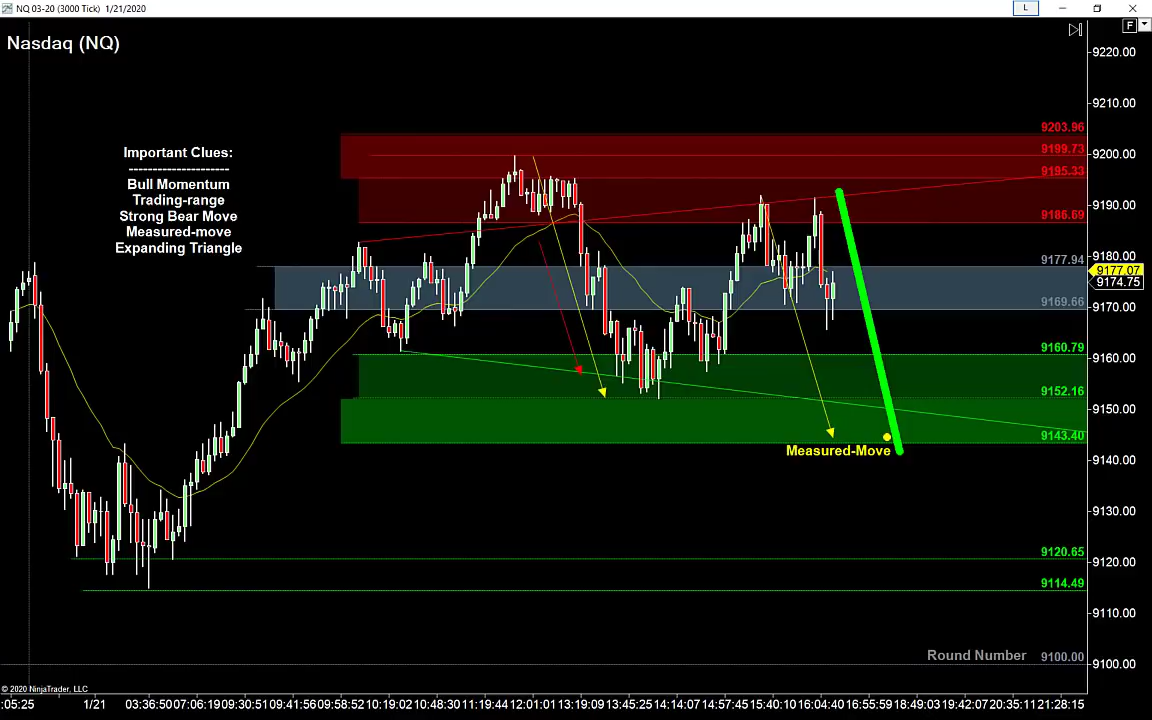 NQ 03-20 (3000 Tick) 1/21/2020
L
F
Nasdaq (NQ)
9220.00
9210.00
9203.96
Important Clues:
----------------------
Bull Momentum
Trading-range
Strong Bear Move
Measured-move
Expanding Triangle
9199.73
9200.00
9195.33
9190.00
9186.69
9180.00
9177.94
9177.07
9174.75
9169.66
9170.00
9160.79
9160.00
9152.16
9150.00
9143.40
Measured-Move
9140.00
9130.00
9120.65
9120.00
9114.49
9110.00
Round Number 9100.00
9100.00
© 2020 NinjaTrader, LLC
:05:25 1/21 03:36:50 07:06:19 09:30:51 09:41:56 10:19:02 10:48:30 11:19:44 12:01:01 13:19:09 13:45:25 14:14:07 14:57:45 15:40:10 16:04:40 16:55:59 18:49:03 19:42:07 20:35:11 21:28:15